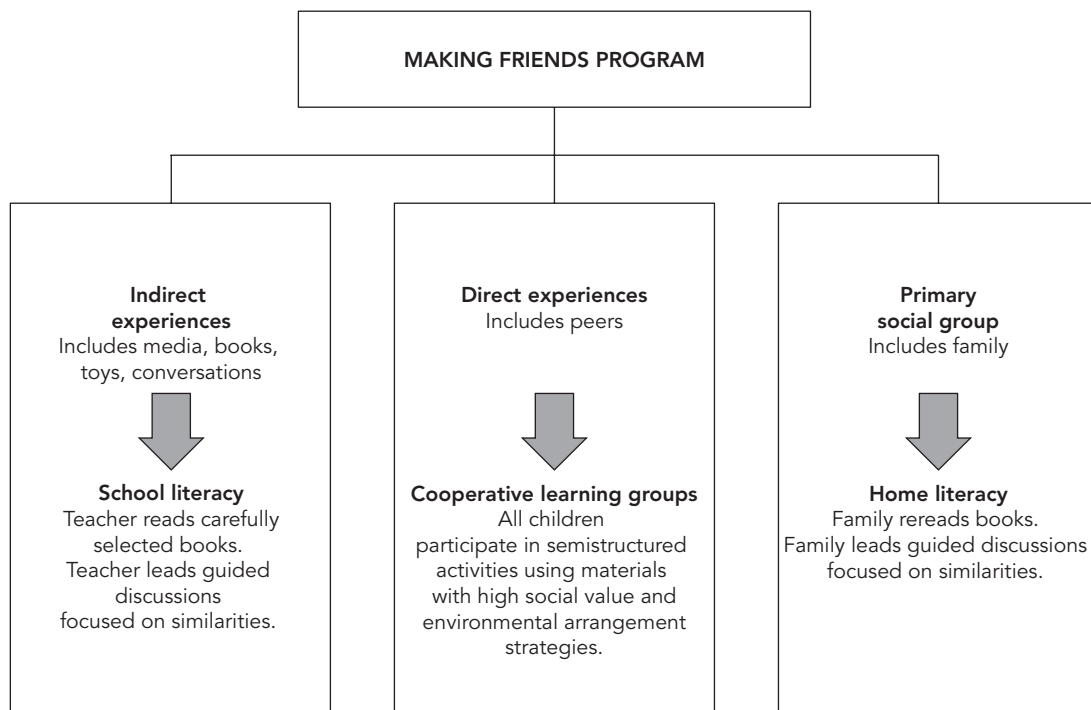 MAKING FRIENDS PROGRAM
Indirect
experiences
Includes media, books,
toys, conversations
School literacy
Teacher reads carefully
selected books.
Teacher leads guided
discussions
focused on similarities.
Direct experiences
Includes peers
Cooperative learning groups
All children
participate in semistructured
activities using materials
with high social value and
environmental arrangement
strategies.
Primary
social group
Includes family
Home literacy
Family rereads books.
Family leads guided discussions
focused on similarities.